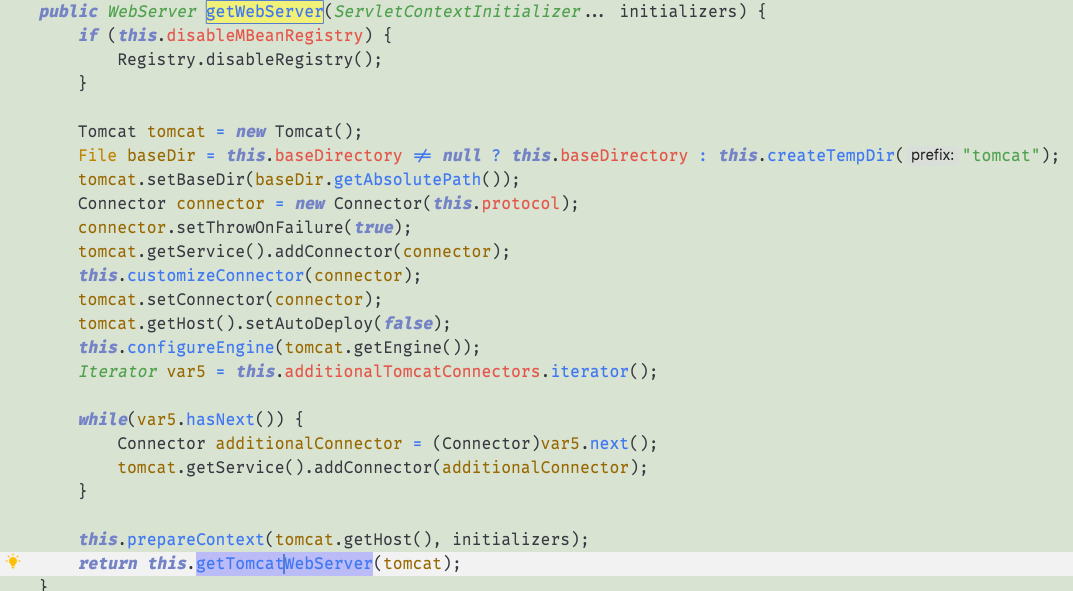 public WebServer getWebServer(ServletContextInitializer... initializers) {
    if (this.disableMBeanRegistry) {
        Registry.disableRegistry();
    }

    Tomcat tomcat = new Tomcat();
    File baseDir = this.baseDirectory ≠ null ? this.baseDirectory : this.createTempDir( prefix: "tomcat");
    tomcat.setBaseDir(baseDir.getAbsolutePath());
    Connector connector = new Connector(this.protocol);
    connector.setThrowOnFailure(true);
    tomcat.getService().addConnector(connector);
    this.customizeConnector(connector);
    tomcat.setConnector(connector);
    tomcat.getHost().setAutoDeploy(false);
    this.configureEngine(tomcat.getEngine());
    Iterator var5 = this.additionalTomcatConnectors.iterator();

    while(var5.hasNext()) {
        Connector additionalConnector = (Connector)var5.next();
        tomcat.getService().addConnector(additionalConnector);
    }

    this.prepareContext(tomcat.getHost(), initializers);
    return this.getTomcatWebServer(tomcat);
}